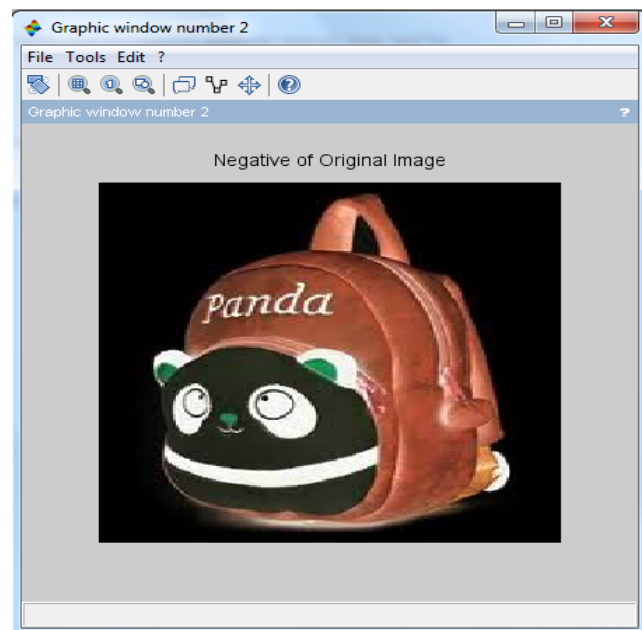 Graphic window number 2
File Tools Edit ?
Graphic window number 2 ?
Negative of Original Image
Panda